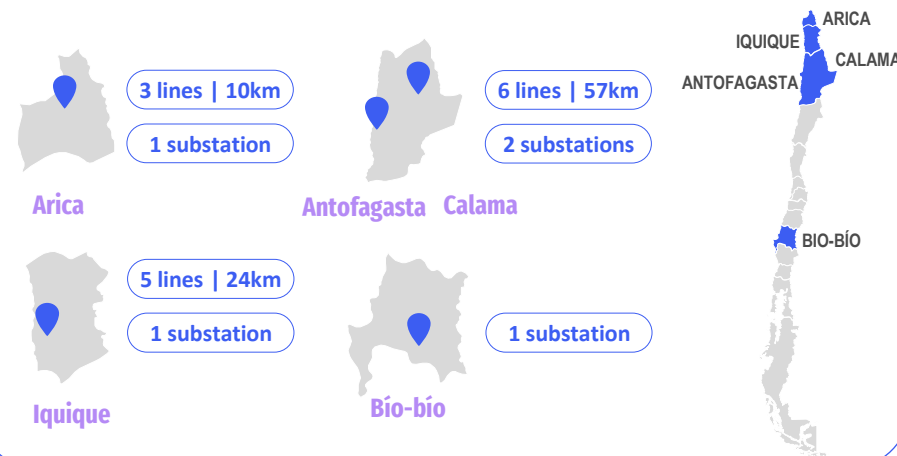 3 lines | 10km
1 substation
Arica
6 lines | 57km
2 substations
Antofagasta Calama
5 lines | 24km
1 substation
Iquique
1 substation
Bío-bío
ARICA
IQUIQUE
CALAMA
ANTOFAGASTA
BIO-BÍO